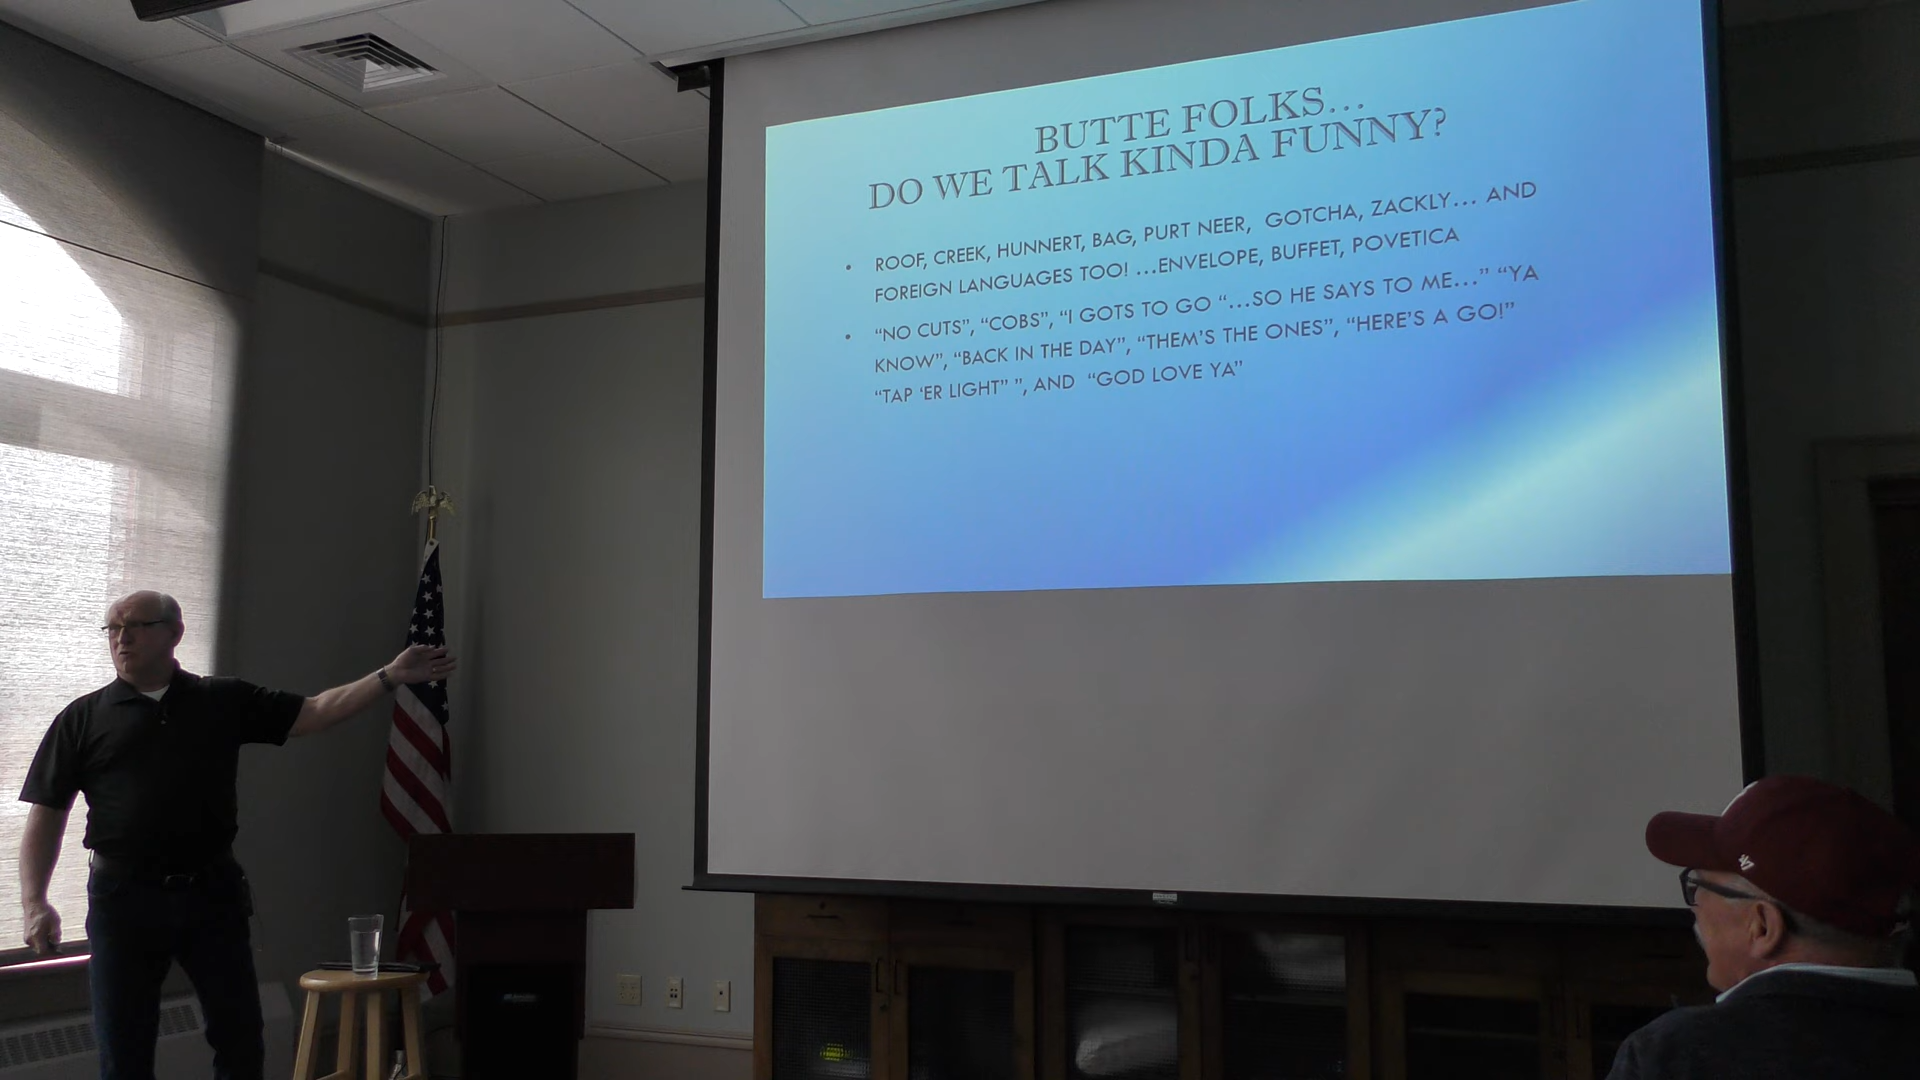 BUTTE FOLKS...
DO WE TALK KINDA FUNNY?
• ROOF, CREEK, HUNNERT, BAG, PURT NEER, GOTCHA, ZACKLY... AND
FOREIGN LANGUAGES TOO! ...ENVELOPE, BUFFET, POVETICA
• “NO CUTS”, “COBS”, “I GOTS TO GO “...SO HE SAYS TO ME...” “YA
KNOW”, “BACK IN THE DAY”, “THEM’S THE ONES”, “HERE’S A GO!”
“TAP ‘ER LIGHT” ”, AND “GOD LOVE YA”